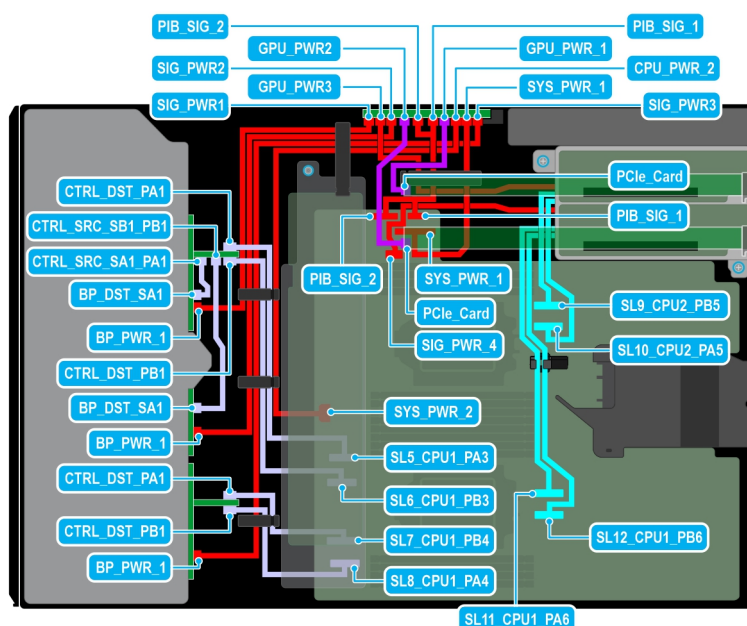 PIB_SIG_2
PIB_SIG_1
GPU_PWR2
GPU_PWR_1
SIG_PWR2
CPU_PWR_2
GPU_PWR3
SYS_PWR_1
SIG_PWR1
SIG_PWR3
PCIe_Card
CTRL_DST_PA1
PIB_SIG_1
CTRL_SRC_SB1_PB1
CTRL_SRC_SA1_PA1
PIB_SIG_2
SYS_PWR_1
BP_DST_SA1
SL9_CPU2_PB5
PCIe_Card
BP_PWR_1
SIG_PWR_4
SL10_CPU2_PA5
CTRL_DST_PB1
BP_DST_SA1
SYS_PWR_2
BP_PWR_1
SL5_CPU1_PA3
CTRL_DST_PA1
SL6_CPU1_PB3
CTRL_DST_PB1
SL7_CPU1_PB4
SL12_CPU1_PB6
BP_PWR_1
SL8_CPU1_PA4
SL11_CPU1_PA6